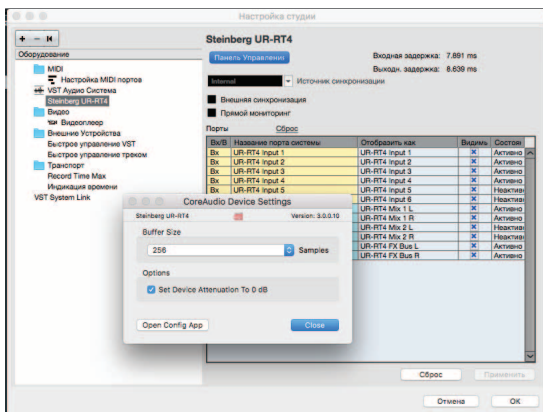 Настройка студии
+ − I◀
Оборудование
MIDI
Настройка MIDI портов
VST Аудио Система
Steinberg UR-RT4
Видео
Видеоплеер
Внешние Устройства
Быстрое управление VST
Быстрое управление треком
Транспорт
Record Time Max
Индикация времени
VST System Link
Steinberg UR-RT4
Панель Управления
Входная задержка: 7.891 ms
Выходн. задержка: 8.639 ms
Internal
Источник синхронизации
Внешняя синхронизация
Прямой мониторинг
Порты Сброс
Вх/В Название порта системы Отобразить как Видимь Состоян
Вх UR-RT4 Input 1 UR-RT4 Input 1 Активно
Вх UR-RT4 Input 2 UR-RT4 Input 2 Активно
Вх UR-RT4 Input 3 UR-RT4 Input 3 Активно
Вх UR-RT4 Input 4 UR-RT4 Input 4 Активно
Вх UR-RT4 Input 5 UR-RT4 Input 5 Неактив
UR-RT4 Input 6 Неактив
UR-RT4 Mix 1 L Активно
UR-RT4 Mix 1 R Активно
UR-RT4 Mix 2 L Неактив
UR-RT4 Mix 2 R Неактив
UR-RT4 FX Bus L Активно
UR-RT4 FX Bus R Активно
CoreAudio Device Settings
Steinberg UR-RT4 Version: 3.0.0.10
Buffer Size
256 Samples
Options
Set Device Attenuation To 0 dB
Open Config App Close
Сброс Применить
Отмена OK